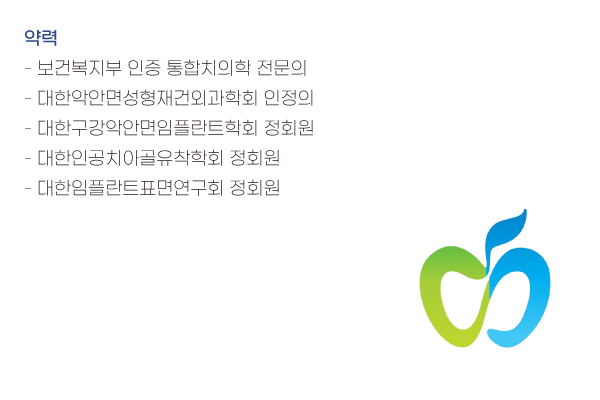 약력
- 보건복지부 인증 통합치의학 전문의
- 대한악안면성형재건외과학회 인정의
- 대한구강악안면임플란트학회 정회원
- 대한인공치아골유착학회 정회원
- 대한임플란트표면연구회 정회원